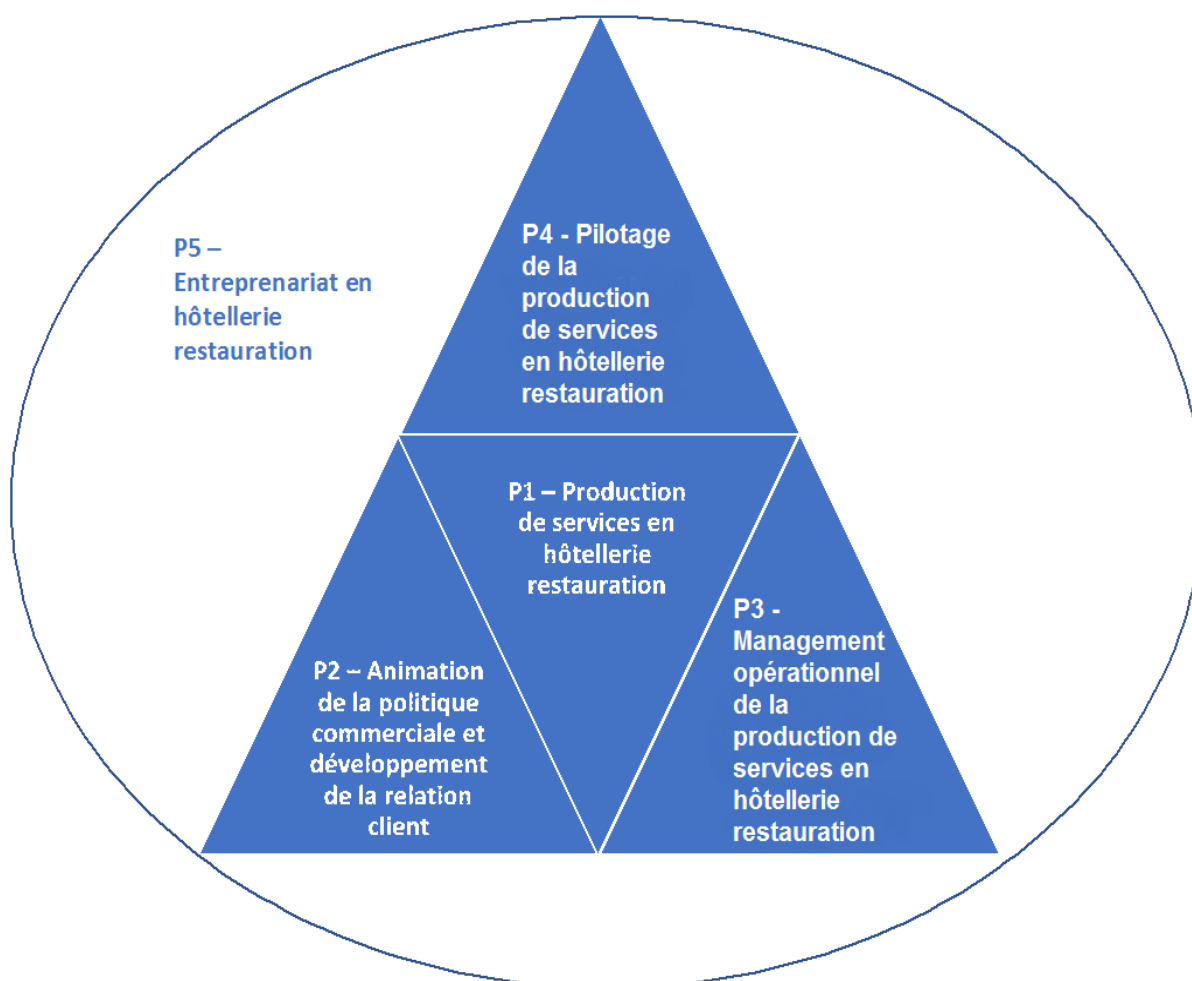 P4 - Pilotage
de la
production
de services
en hôtellerie
restauration
P5 –
Entreprenariat en
hôtellerie
restauration
P1 – Production
de services en
hôtellerie
restauration
P3 -
Management
opérationnel
de la
production de
services en
hôtellerie
restauration
P2 – Animation
de la politique
commerciale et
développement
de la relation
client